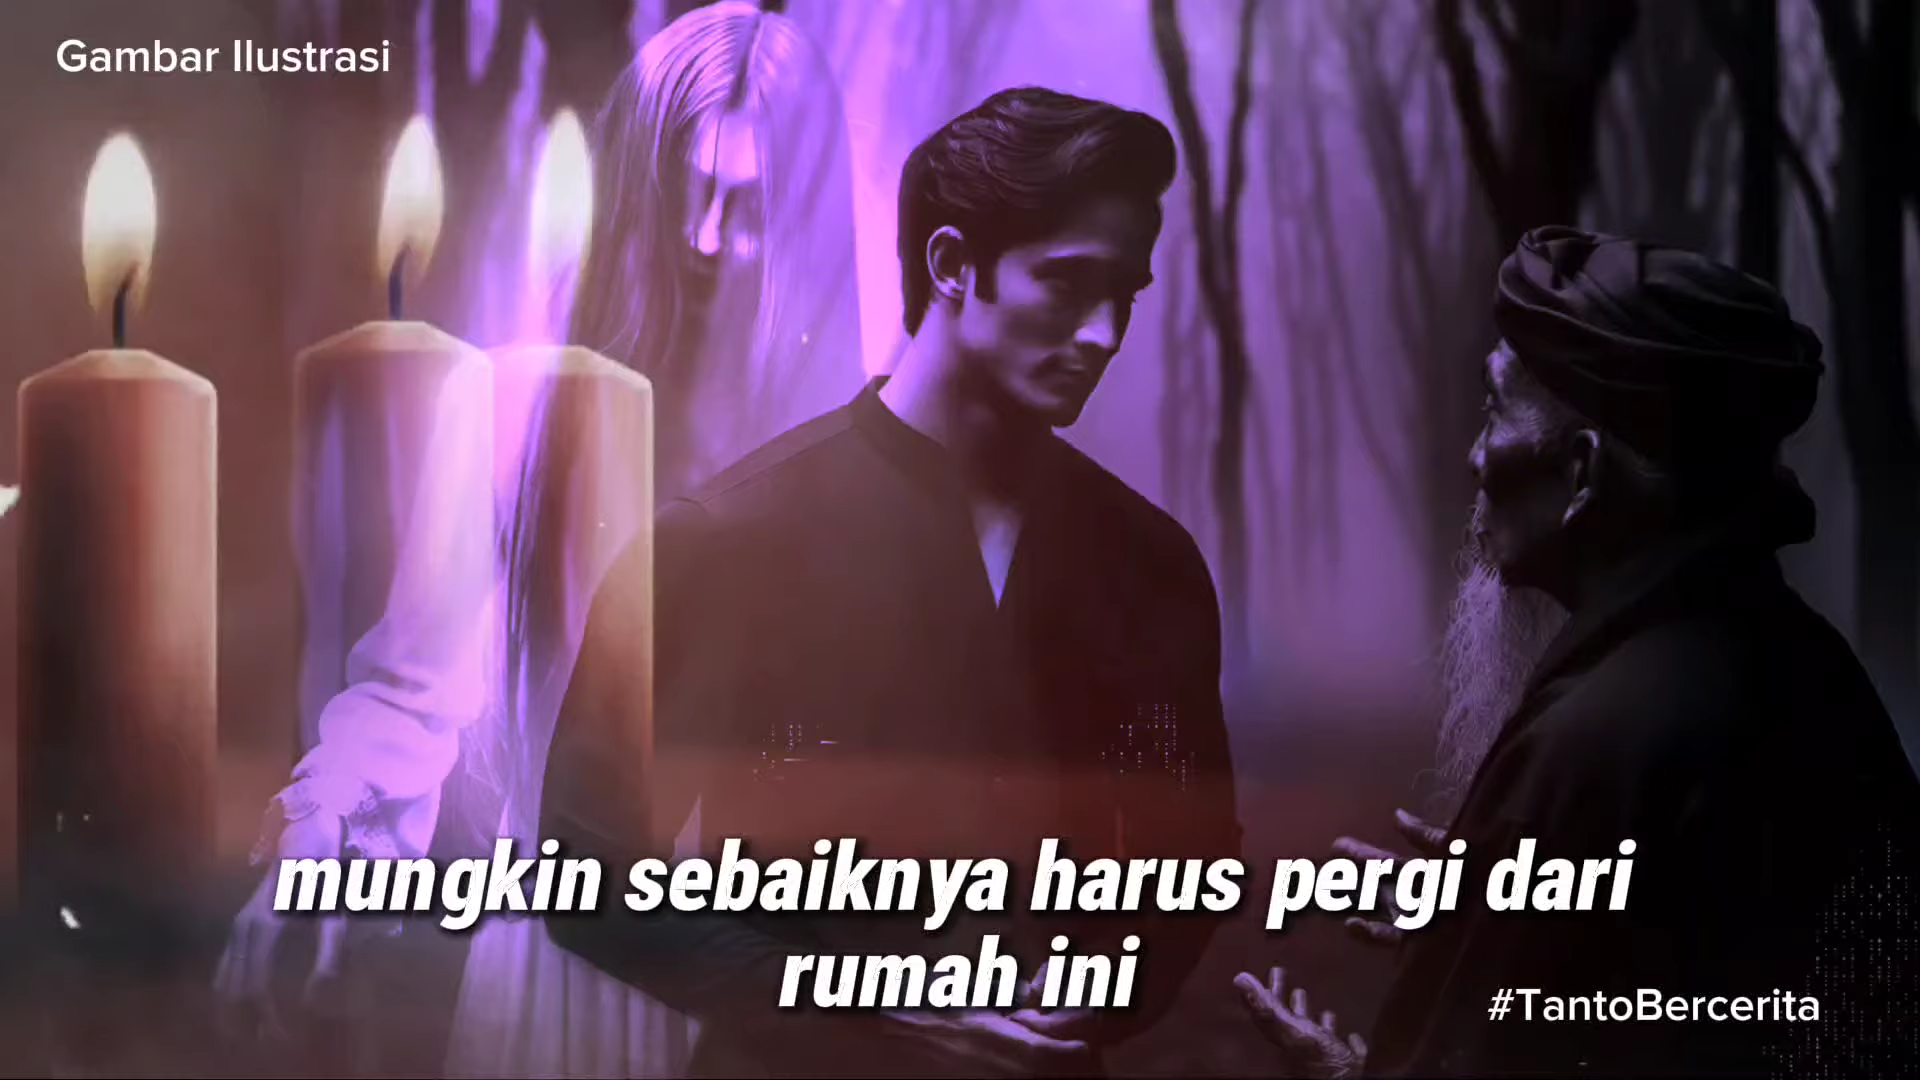 Gambar Ilustrasi
mungkin sebaiknya harus pergi dari
rumah ini
#TantoBercerita